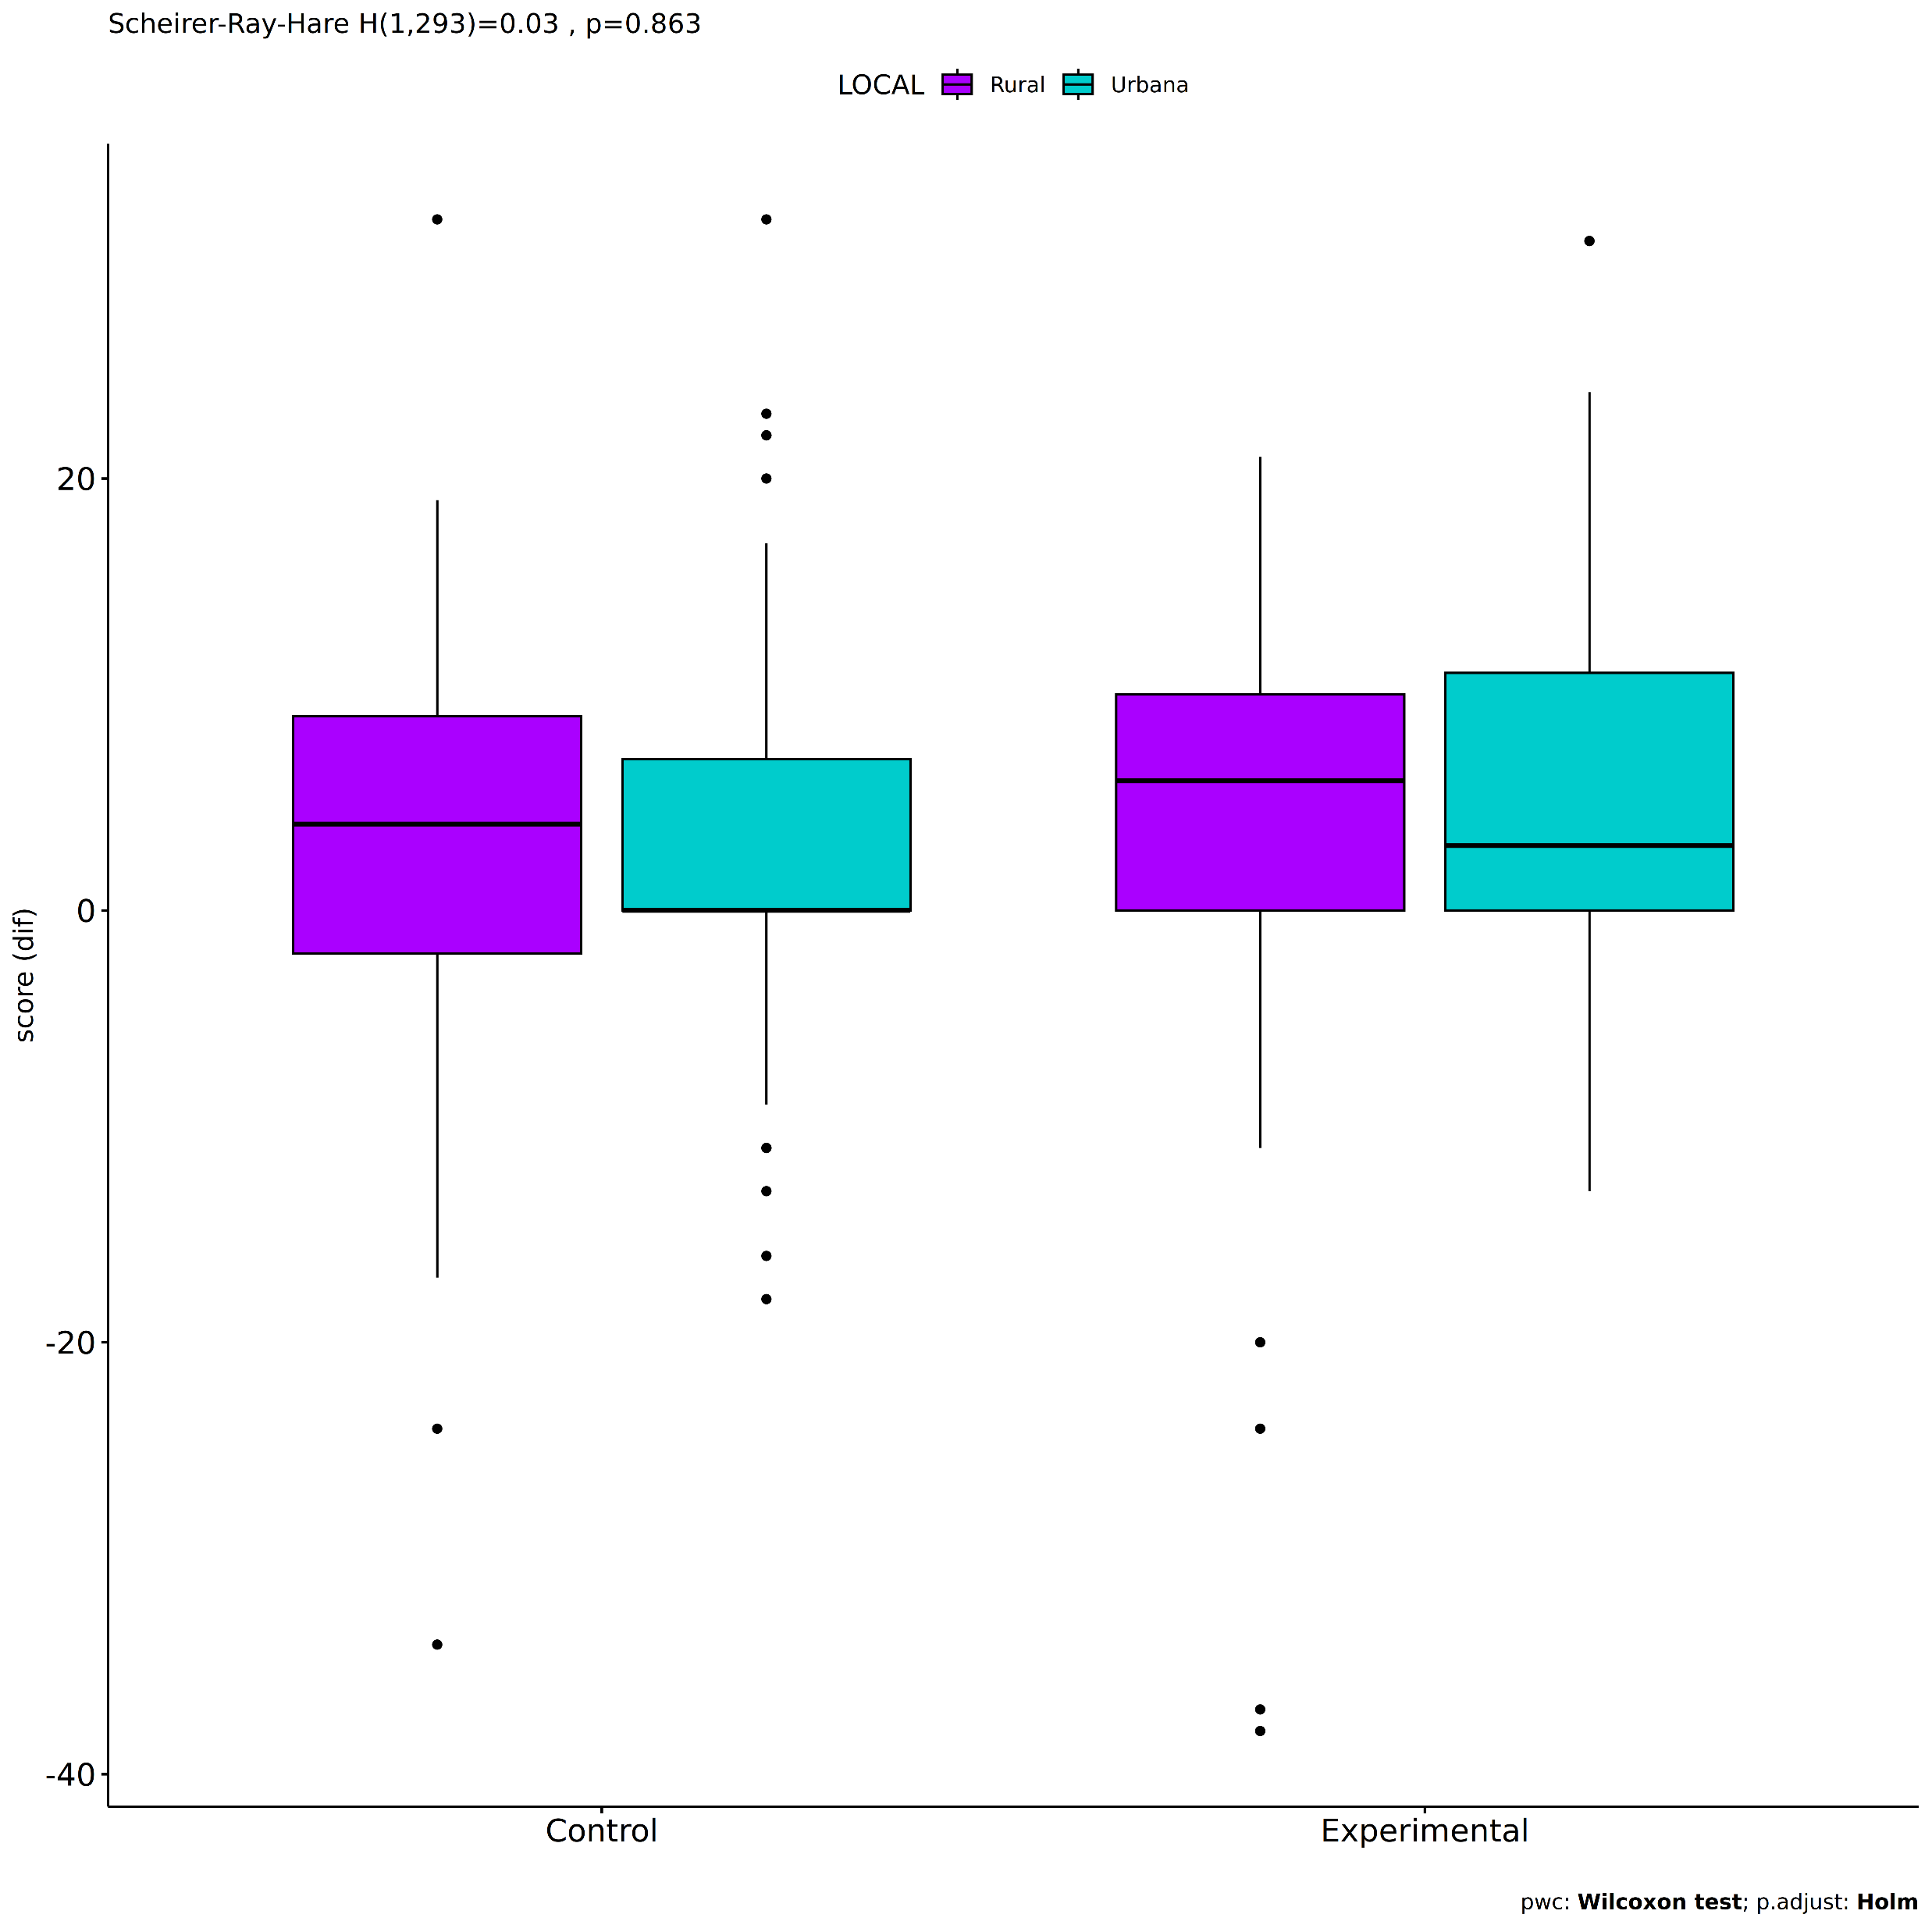 Scheirer-Ray-Hare H(1,293)=0.03 , p=0.863
LOCAL Rural Urbana
20
0
-20
-40
score (dif)
Control Experimental
pwc: Wilcoxon test; p.adjust: Holm